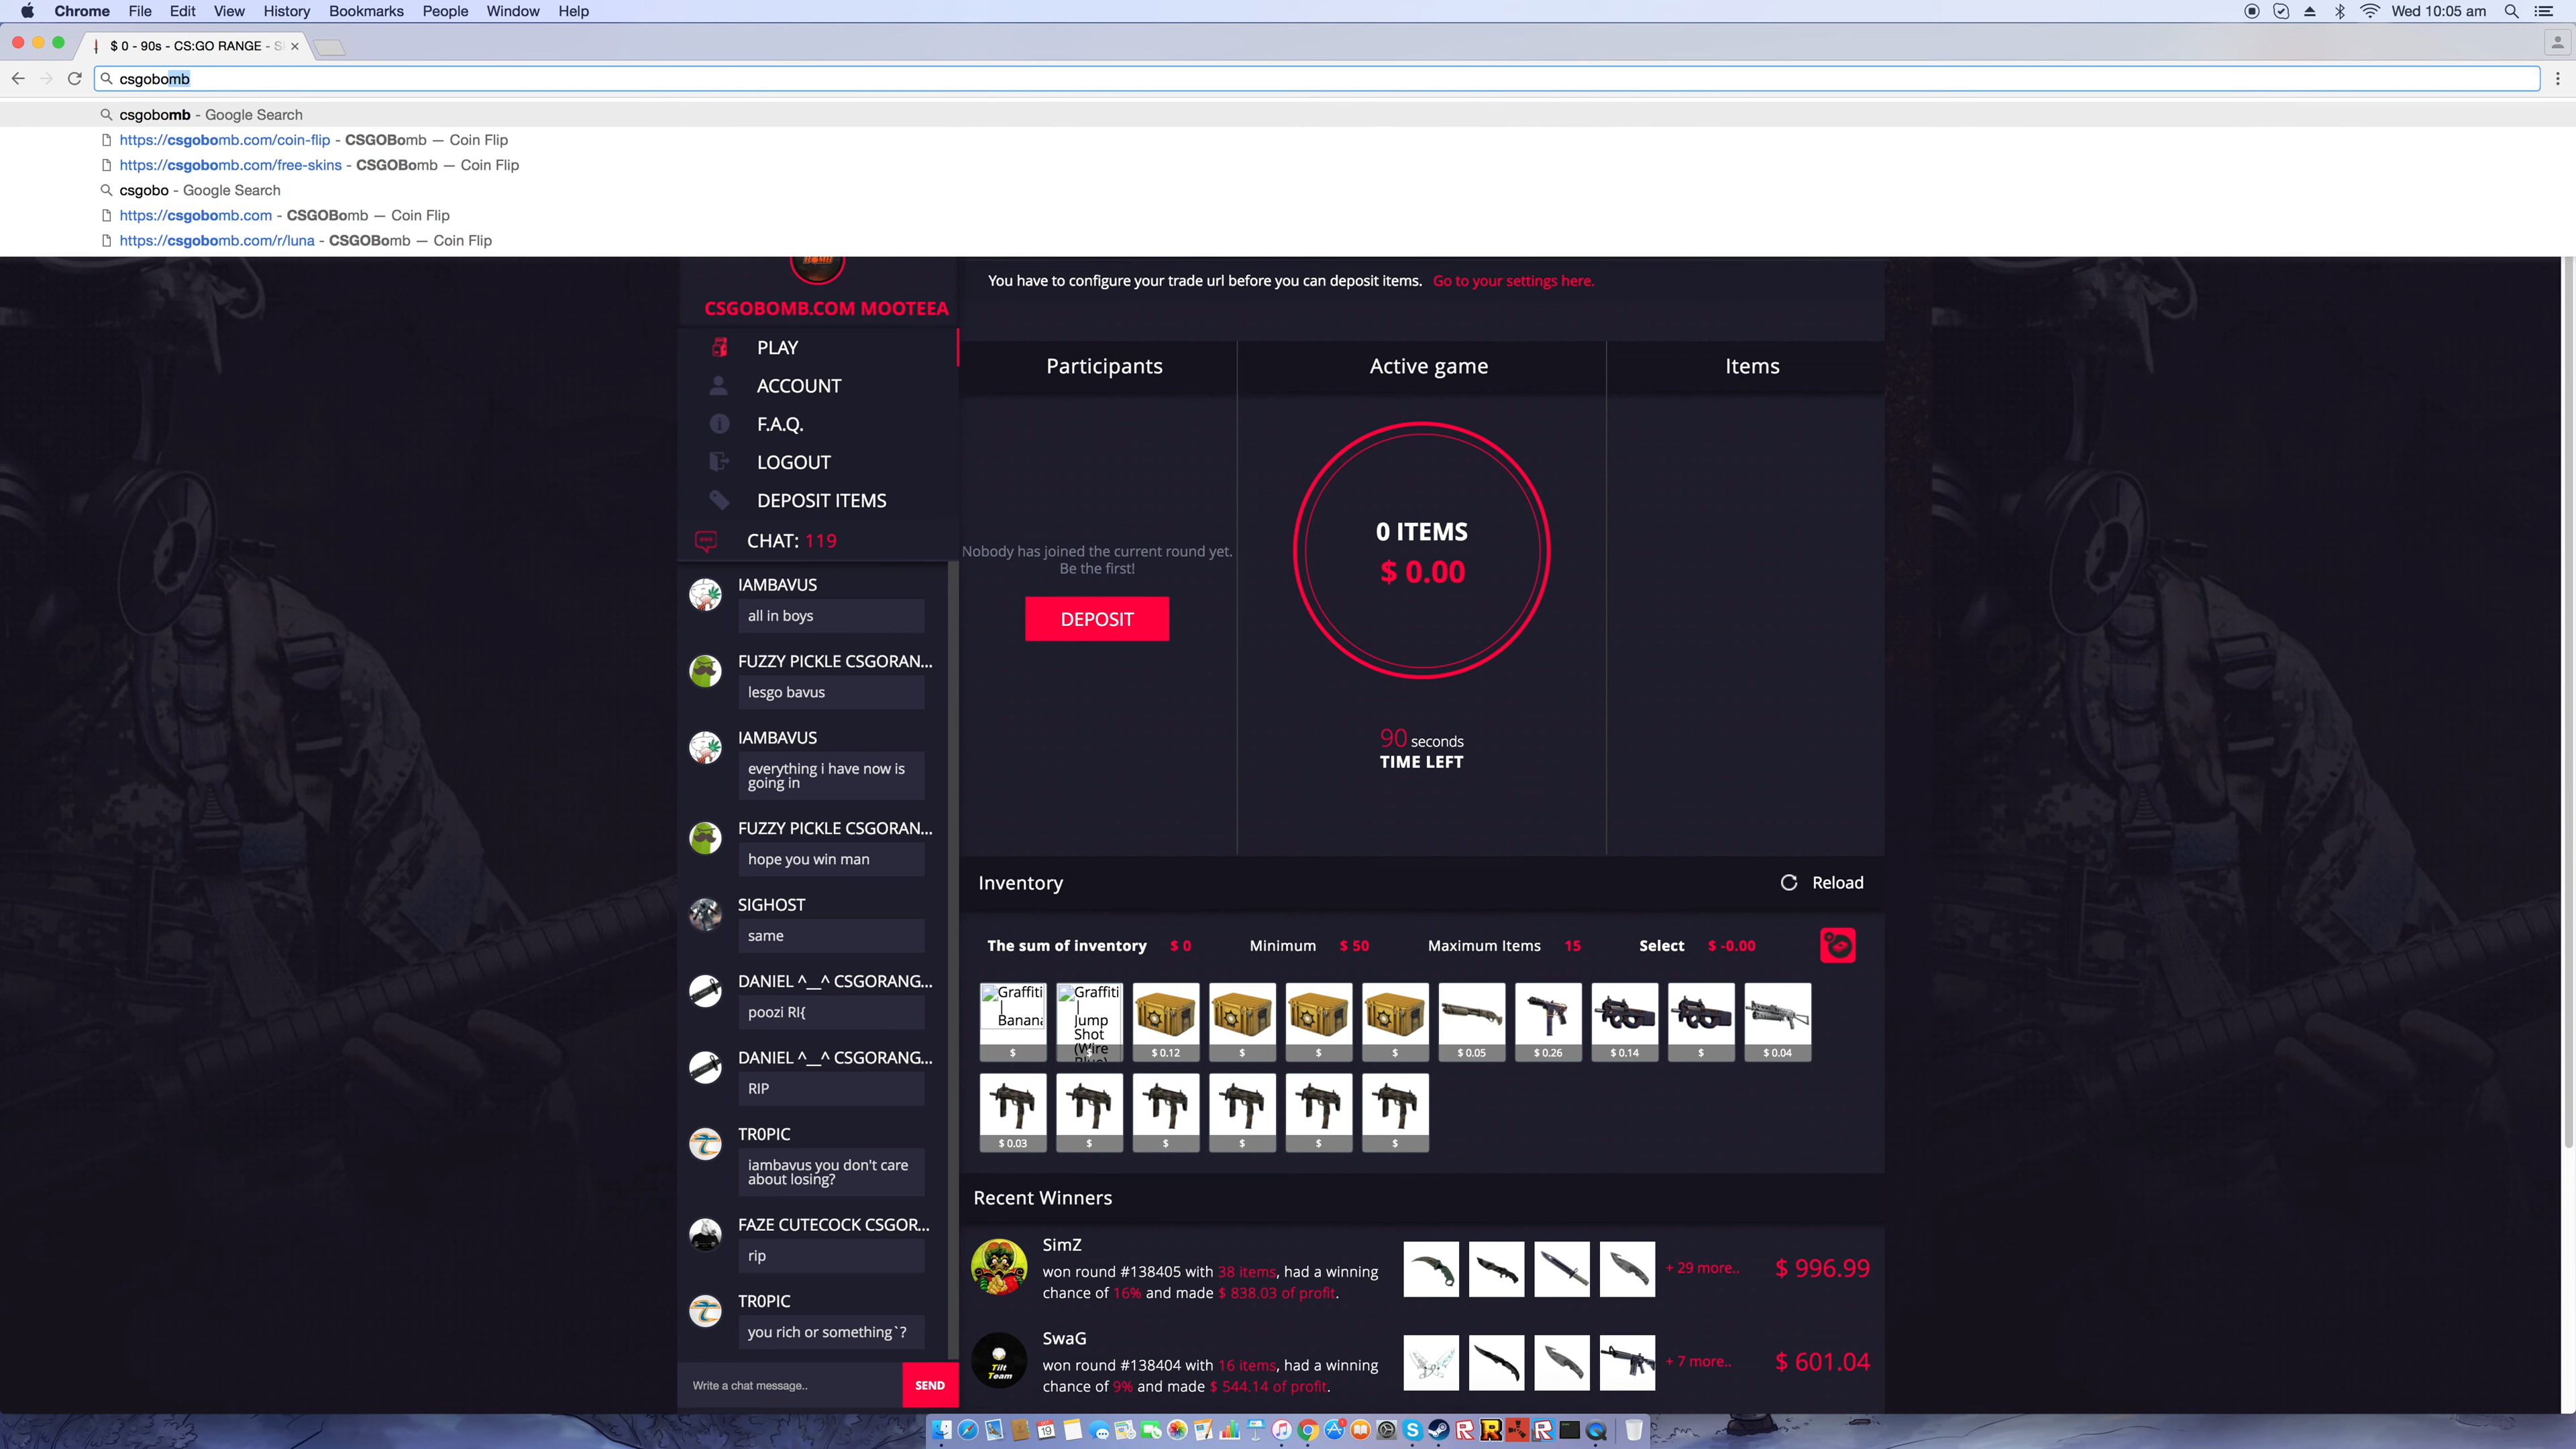 Chrome File Edit View History Bookmarks People Window Help Wed 10:05 am
$ 0 - 90s - CS:GO RANGE - S
csgobomb
csgobomb - Google Search
https://csgobomb.com/coin-flip - CSGOBomb — Coin Flip
https://csgobomb.com/free-skins - CSGOBomb — Coin Flip
csgobo - Google Search
https://csgobomb.com - CSGOBomb — Coin Flip
https://csgobomb.com/r/luna - CSGOBomb — Coin Flip
CSGOBOMB.COM MOOTEEA
PLAY
ACCOUNT
F.A.Q.
LOGOUT
DEPOSIT ITEMS
CHAT: 119
IAMBAVUS
all in boys
FUZZY PICKLE CSGORAN...
lesgo bavus
IAMBAVUS
everything i have now is
going in
FUZZY PICKLE CSGORAN...
hope you win man
SIGHOST
same
DANIEL ^__^ CSGORANG...
poozi RI{
DANIEL ^__^ CSGORANG...
RIP
TR0PIC
iambavus you don't care
about losing?
FAZE CUTECOCK CSGOR...
rip
TR0PIC
you rich or something`?
Write a chat message.. SEND
You have to configure your trade url before you can deposit items. Go to your settings here.
Participants Active game Items
Nobody has joined the current round yet.
Be the first!
DEPOSIT
0 ITEMS
$ 0.00
90 seconds
TIME LEFT
Inventory Reload
The sum of inventory $ 0 Minimum $ 50 Maximum Items 15 Select $ -0.00
Graffiti
|
Banana
Graffiti
|
Jump
Shot
(Wire
$ $ $ 0.12 $ $ $ $ 0.05 $ 0.26 $ 0.14 $ $ 0.04
$ 0.03 $ $ $ $ $
Recent Winners
SimZ
won round #138405 with 38 items, had a winning
chance of 16% and made $ 838.03 of profit.
+ 29 more.. $ 996.99
Tilt
Team
SwaG
won round #138404 with 16 items, had a winning
chance of 9% and made $ 544.14 of profit.
+ 7 more.. $ 601.04